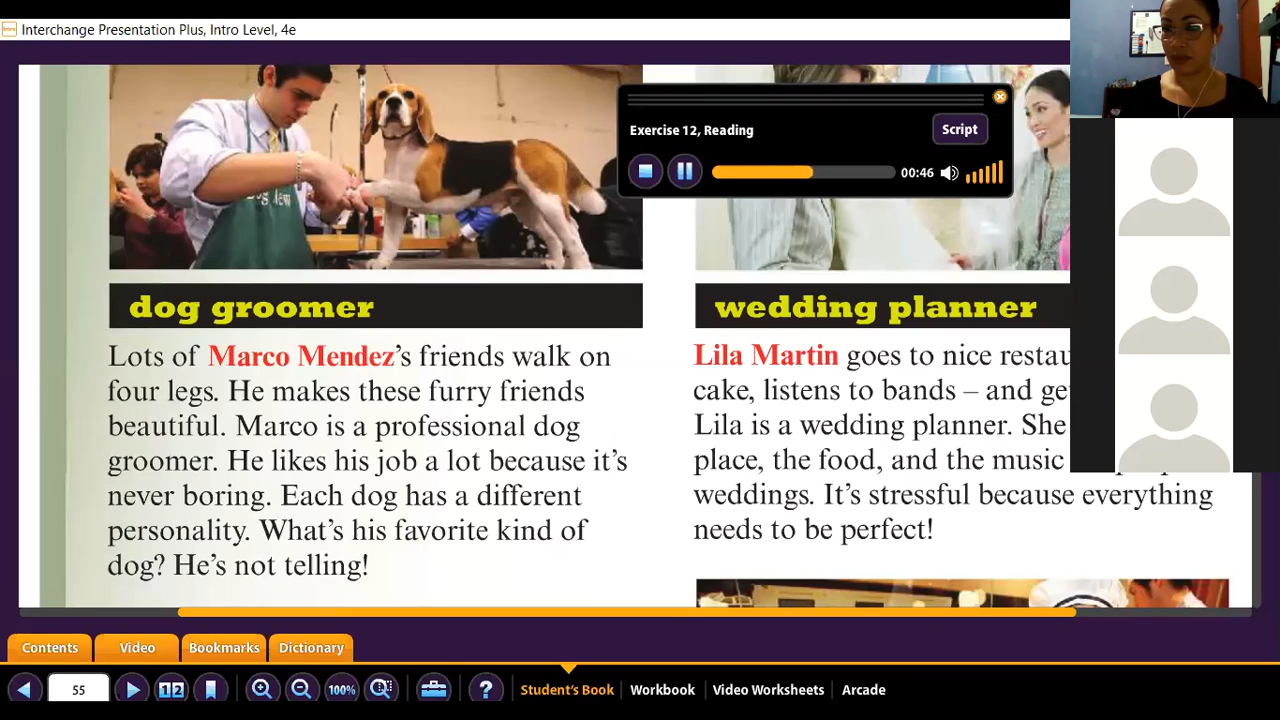 Interchange Presentation Plus, Intro Level, 4e
Exercise 12, Reading
Script
00:46
dog groomer
Lots of Marco Mendez's friends walk on
four legs. He makes these furry friends
beautiful. Marco is a professional dog
groomer. He likes his job a lot because it's
never boring. Each dog has a different
personality. What's his favorite kind of
dog? He's not telling!
wedding planner
Lila Martin goes to nice
cake, listens to bands – and
Lila is a wedding planner. She
place, the food, and the music
weddings. It's stressful because everything
needs to be perfect!
Contents
Video
Bookmarks
Dictionary
55
12
100%
?
Student's Book
Workbook
Video Worksheets
Arcade